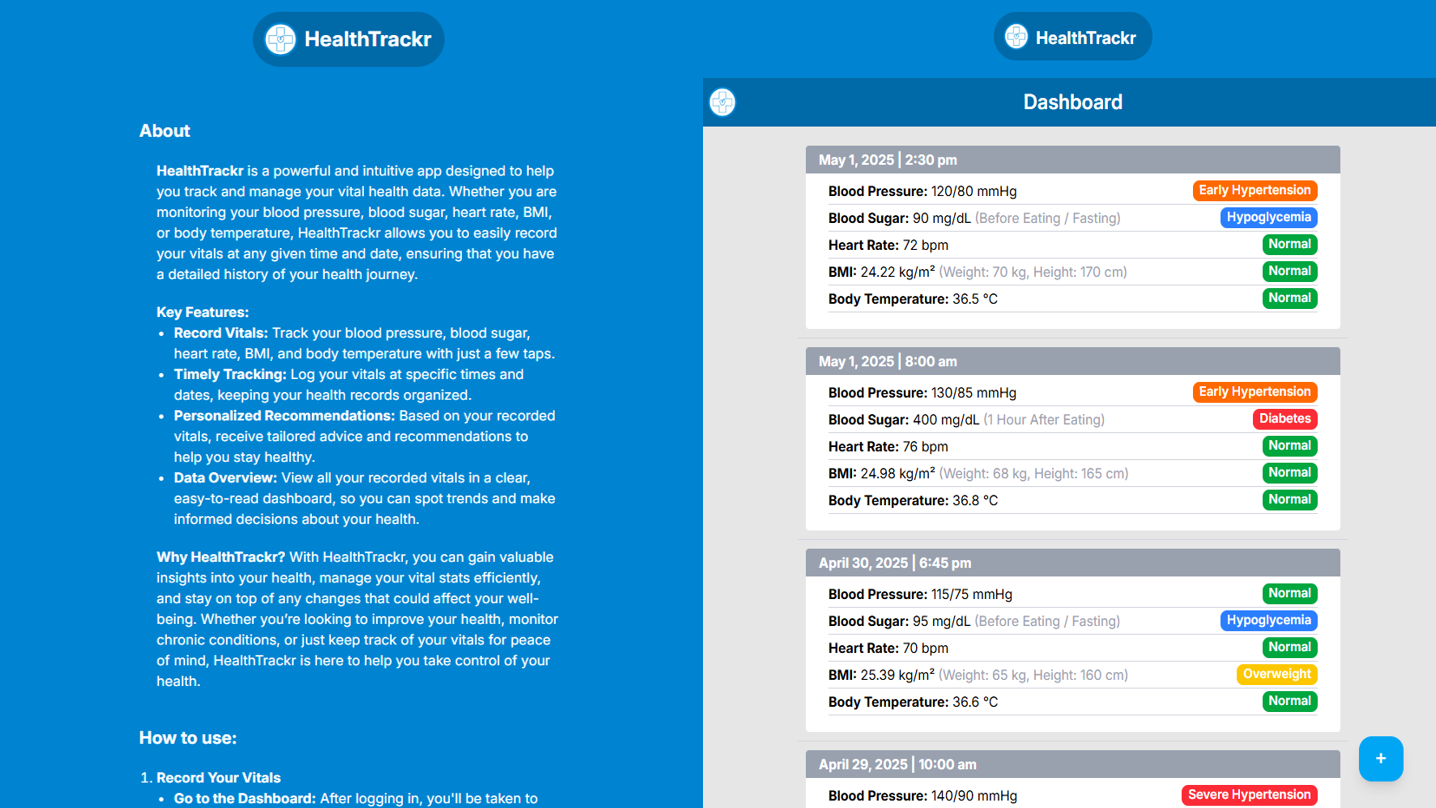 HealthTrackr
About
HealthTrackr is a powerful and intuitive app designed to help
you track and manage your vital health data. Whether you are
monitoring your blood pressure, blood sugar, heart rate, BMI,
or body temperature, HealthTrackr allows you to easily record
your vitals at any given time and date, ensuring that you have
a detailed history of your health journey.
Key Features:
• Record Vitals: Track your blood pressure, blood sugar,
heart rate, BMI, and body temperature with just a few taps.
• Timely Tracking: Log your vitals at specific times and
dates, keeping your health records organized.
• Personalized Recommendations: Based on your recorded
vitals, receive tailored advice and recommendations to
help you stay healthy.
• Data Overview: View all your recorded vitals in a clear,
easy-to-read dashboard, so you can spot trends and make
informed decisions about your health.
Why HealthTrackr? With HealthTrackr, you can gain valuable
insights into your health, manage your vital stats efficiently,
and stay on top of any changes that could affect your well-
being. Whether you’re looking to improve your health, monitor
chronic conditions, or just keep track of your vitals for peace
of mind, HealthTrackr is here to help you take control of your
health.
How to use:
1. Record Your Vitals
• Go to the Dashboard: After logging in, you'll be taken to
HealthTrackr
Dashboard
May 1, 2025 | 2:30 pm
Blood Pressure: 120/80 mmHg Early Hypertension
Blood Sugar: 90 mg/dL (Before Eating / Fasting) Hypoglycemia
Heart Rate: 72 bpm Normal
BMI: 24.22 kg/m² (Weight: 70 kg, Height: 170 cm) Normal
Body Temperature: 36.5 °C Normal
May 1, 2025 | 8:00 am
Blood Pressure: 130/85 mmHg Early Hypertension
Blood Sugar: 400 mg/dL (1 Hour After Eating) Diabetes
Heart Rate: 76 bpm Normal
BMI: 24.98 kg/m² (Weight: 68 kg, Height: 165 cm) Normal
Body Temperature: 36.8 °C Normal
April 30, 2025 | 6:45 pm
Blood Pressure: 115/75 mmHg Normal
Blood Sugar: 95 mg/dL (Before Eating / Fasting) Hypoglycemia
Heart Rate: 70 bpm Normal
BMI: 25.39 kg/m² (Weight: 65 kg, Height: 160 cm) Overweight
Body Temperature: 36.6 °C Normal
+
April 29, 2025 | 10:00 am
Blood Pressure: 140/90 mmHg Severe Hypertension